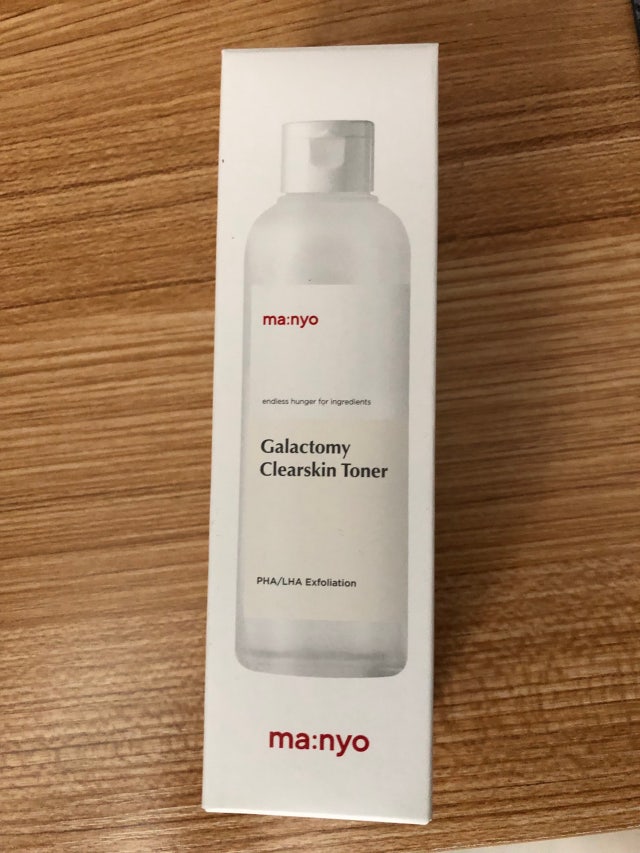 ma:nyo
endless hunger for ingredients
Galactomy
Clearskin Toner
PHA/LHA Exfoliation
ma:nyo